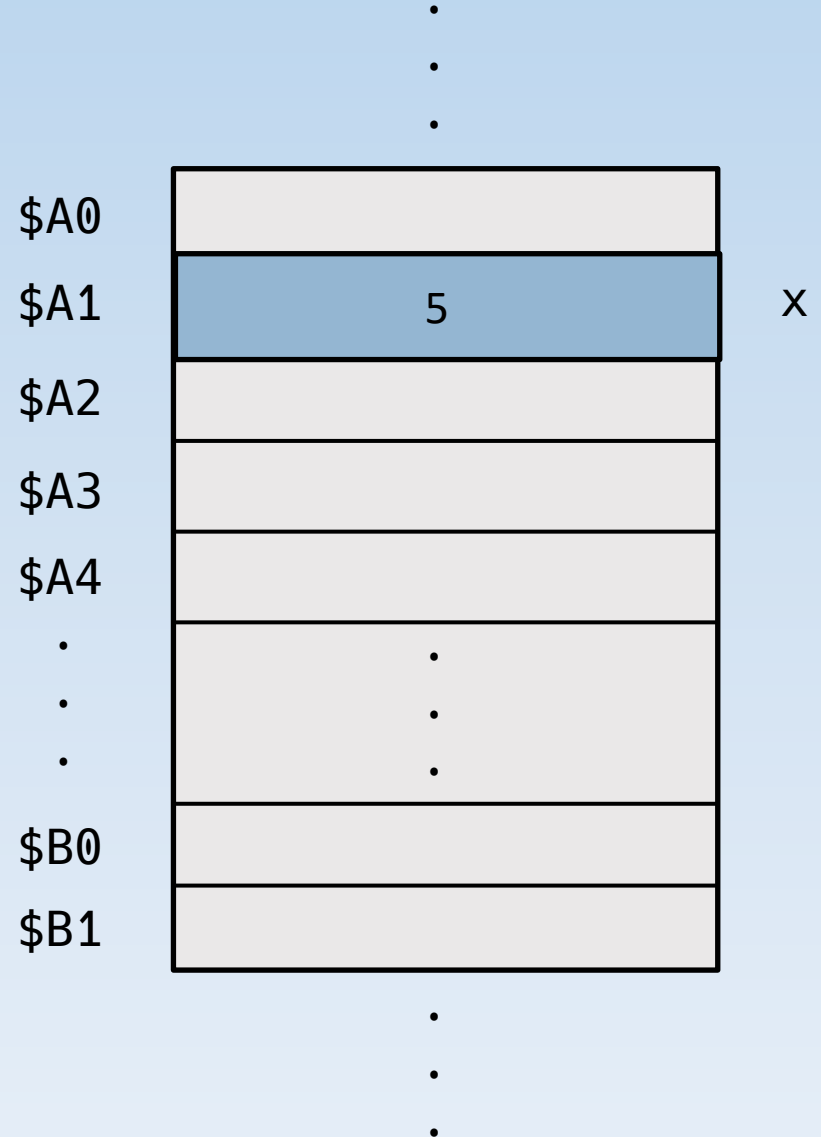 .
.
.
$A0
$A1 5 x
$A2
$A3
$A4
. .
. .
. .
$B0
$B1
.
.
.